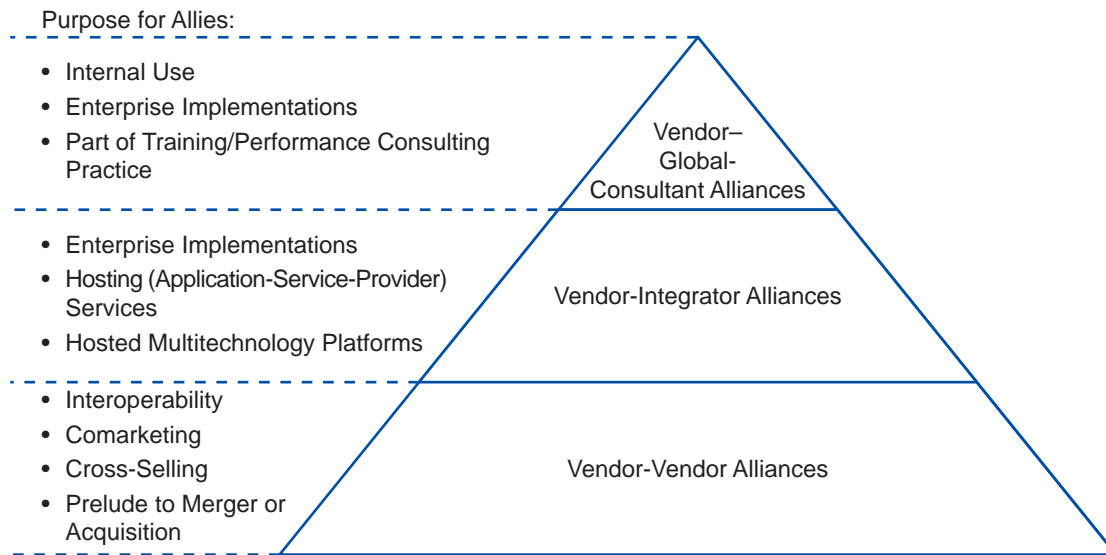 Purpose for Allies:
• Internal Use
• Enterprise Implementations
• Part of Training/Performance Consulting
Practice
Vendor–
Global-
Consultant Alliances
• Enterprise Implementations
• Hosting (Application-Service-Provider)
Services
• Hosted Multitechnology Platforms
Vendor-Integrator Alliances
• Interoperability
• Comarketing
• Cross-Selling
• Prelude to Merger or
Acquisition
Vendor-Vendor Alliances